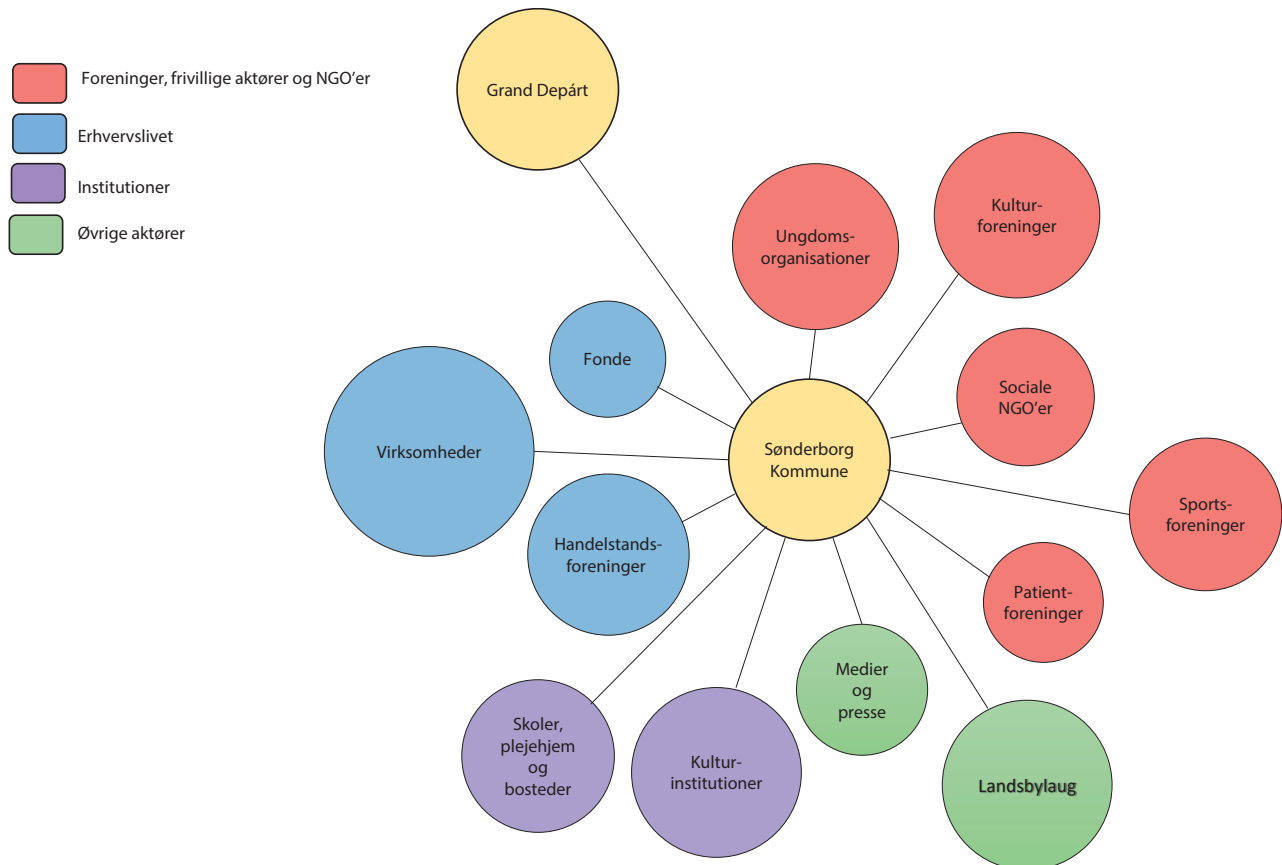 Foreninger, frivillige aktører og NGO’er
Erhvervslivet
Institutioner
Øvrige aktører
Grand Depárt
Ungdoms-
organisationer
Kultur-
foreninger
Fonde
Sociale
NGO’er
Virksomheder
Sønderborg
Kommune
Sports-
foreninger
Handelstands-
foreninger
Patient-
foreninger
Medier
og
presse
Skoler,
plejehjem
og
bosteder
Kultur-
institutioner
Landsbylaug